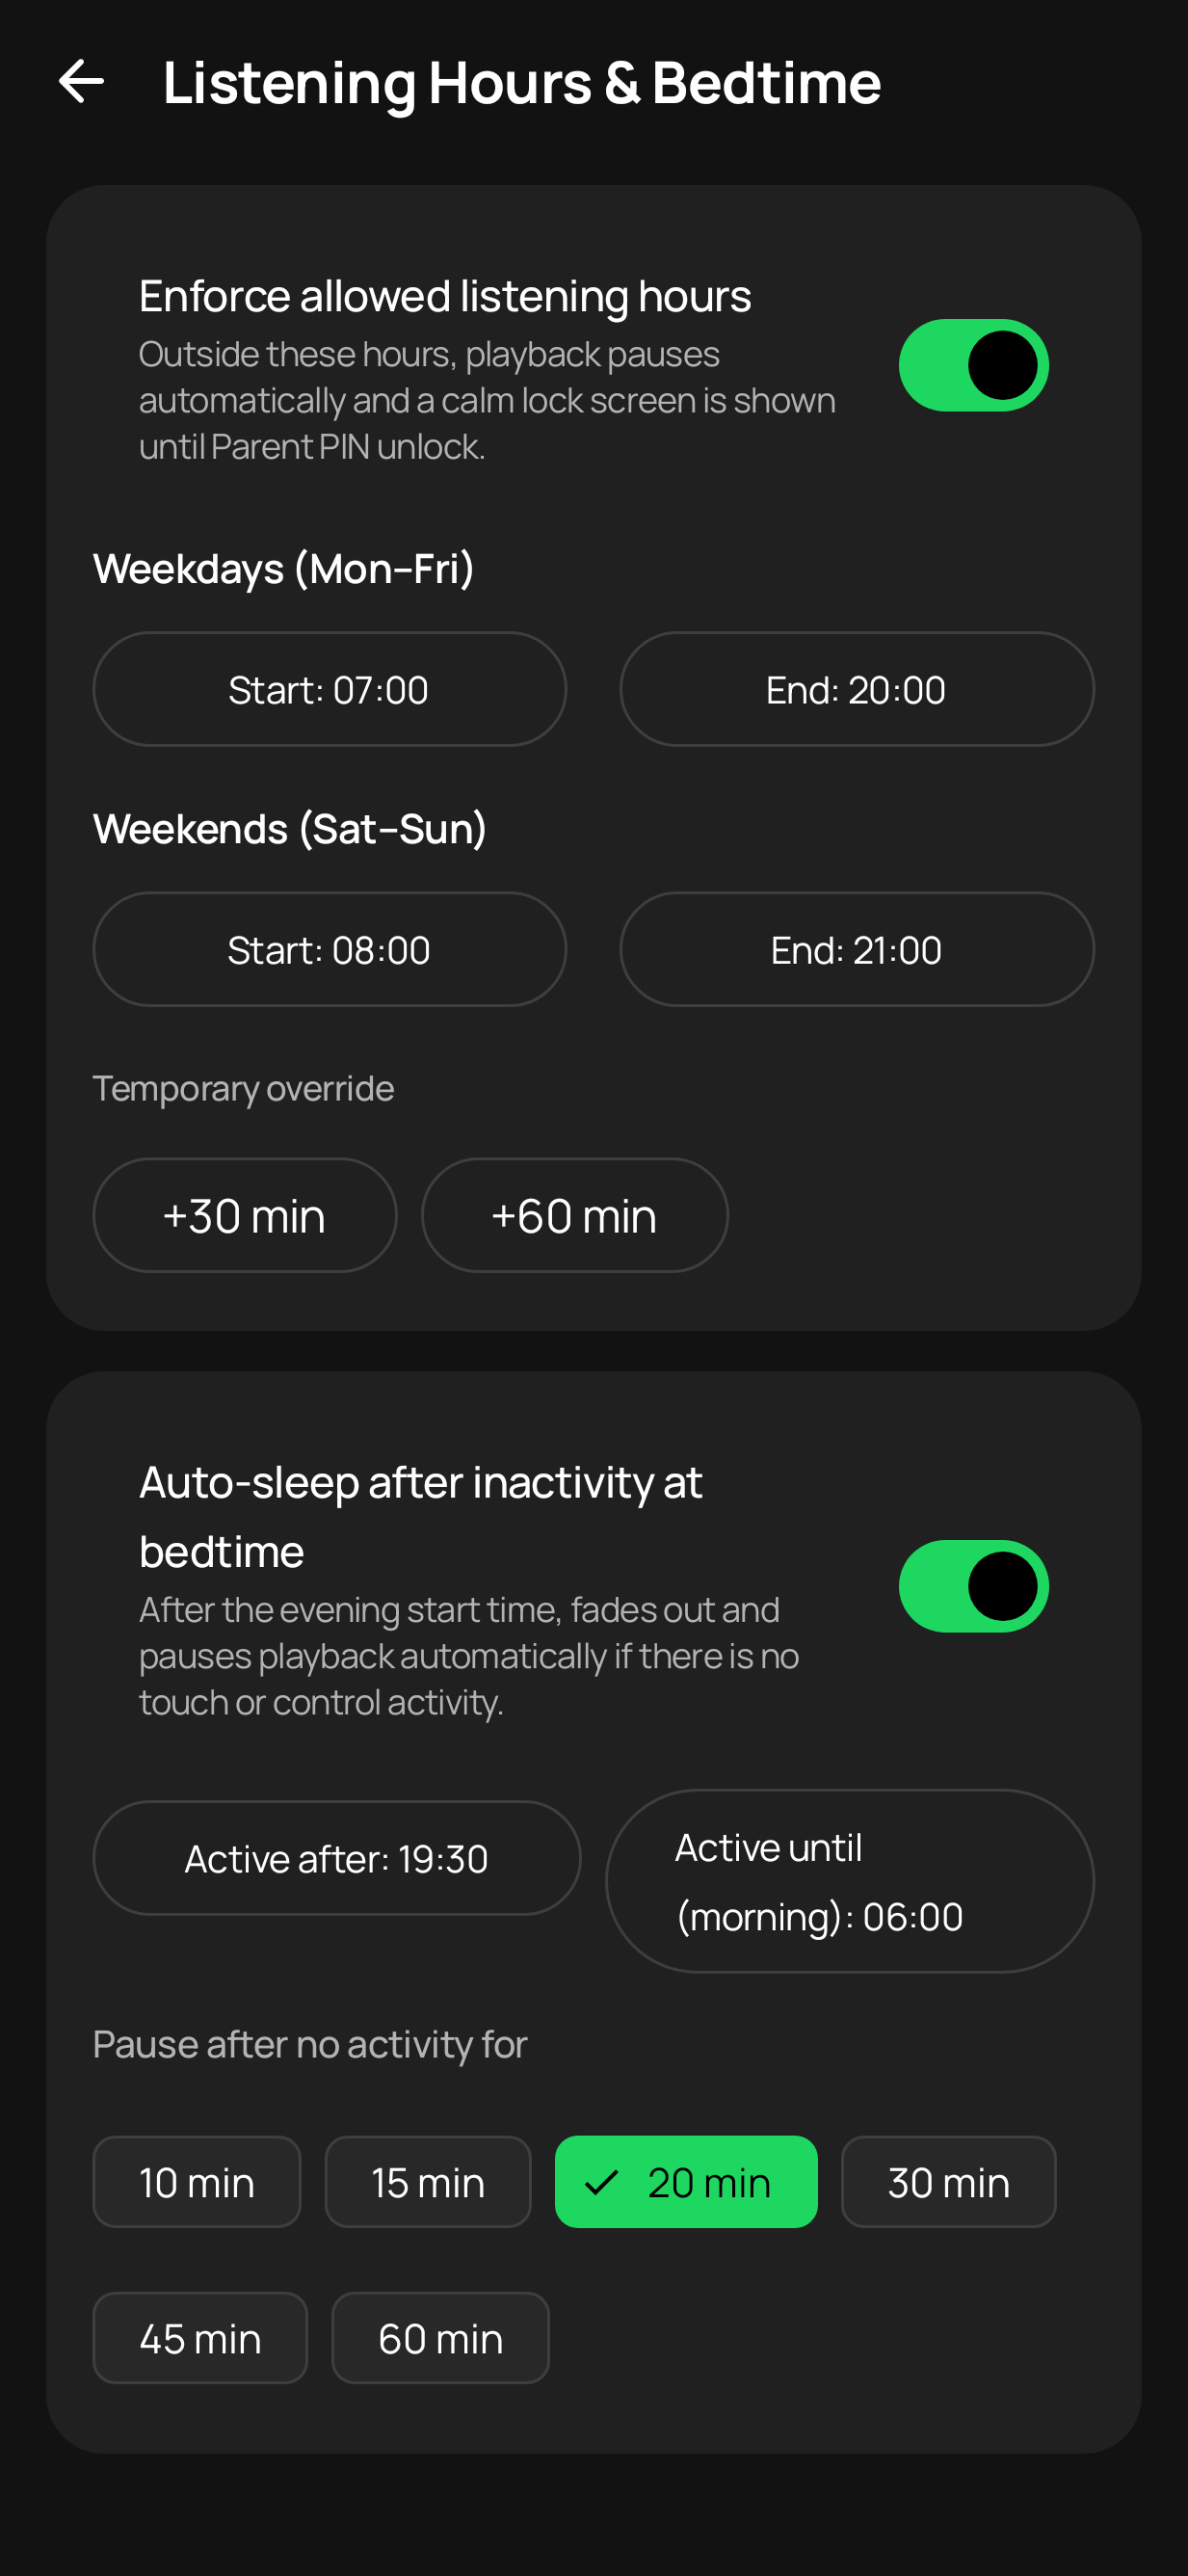 Listening Hours & Bedtime
Enforce allowed listening hours
Outside these hours, playback pauses
automatically and a calm lock screen is shown
until Parent PIN unlock.
Weekdays (Mon–Fri)
Start: 07:00
End: 20:00
Weekends (Sat–Sun)
Start: 08:00
End: 21:00
Temporary override
+30 min
+60 min
Auto-sleep after inactivity at
bedtime
After the evening start time, fades out and
pauses playback automatically if there is no
touch or control activity.
Active after: 19:30
Active until
(morning): 06:00
Pause after no activity for
10 min
15 min
20 min
30 min
45 min
60 min